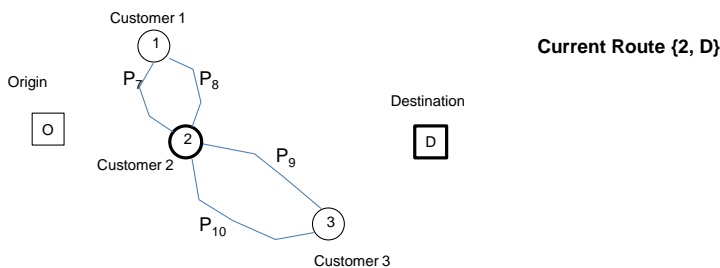 Customer 1
Current Route {2, D}
1
P7
P8
Origin
Destination
O
2
D
P9
Customer 2
P10
3
Customer 3